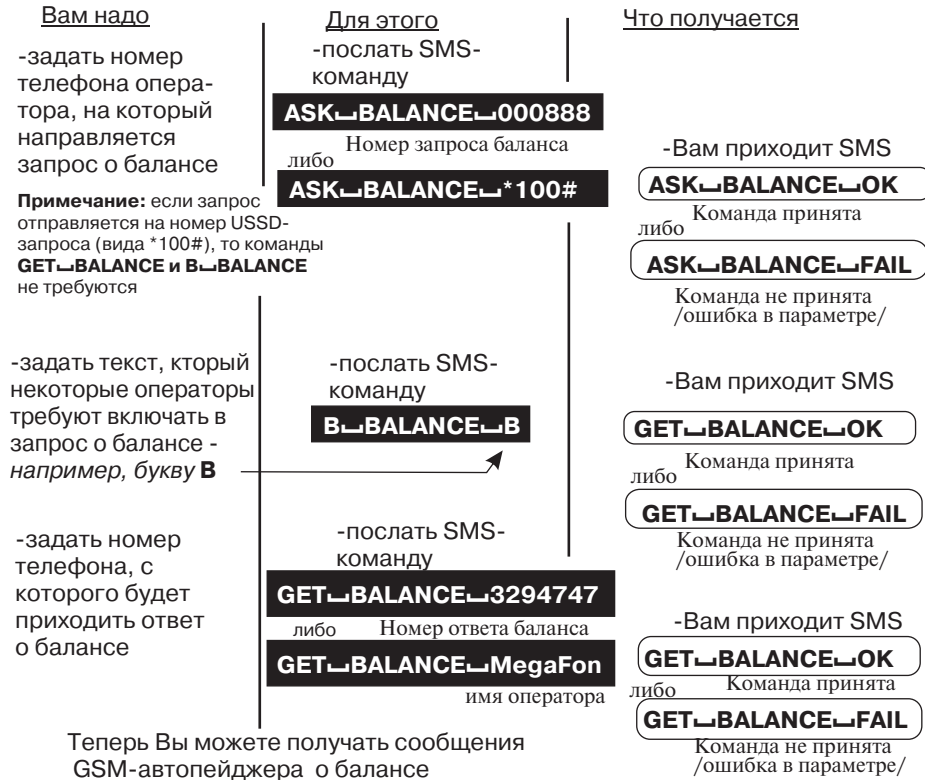 Вам надо
Для этого
Что получается
-задать номер
телефона опера-
тора, на который
направляется
запрос о балансе
Примечание: если запрос
отправляется на номер USSD-
запроса (вида *100#), то команды
GET⎵BALANCE и B⎵BALANCE
не требуются
-послать SMS-
команду
ASK⎵BALANCE⎵000888
Номер запроса баланса
либо
ASK⎵BALANCE⎵*100#
-Вам приходит SMS
ASK⎵BALANCE⎵OK
Команда принята
либо
ASK⎵BALANCE⎵FAIL
Команда не принята
/ошибка в параметре/
-задать текст, кторый
некоторые операторы
требуют включать в
запрос о балансе -
например, букву B
-послать SMS-
команду
B⎵BALANCE⎵B
-Вам приходит SMS
GET⎵BALANCE⎵OK
Команда принята
либо
GET⎵BALANCE⎵FAIL
Команда не принята
/ошибка в параметре/
-задать номер
телефона, с
которого будет
приходить ответ
о балансе
-послать SMS-
команду
GET⎵BALANCE⎵3294747
либо Номер ответа баланса
GET⎵BALANCE⎵MegaFon
имя оператора
-Вам приходит SMS
GET⎵BALANCE⎵OK
либо Команда принята
GET⎵BALANCE⎵FAIL
Команда не принята
/ошибка в параметре/
Теперь Вы можете получать сообщения
GSM-автопейджера о балансе